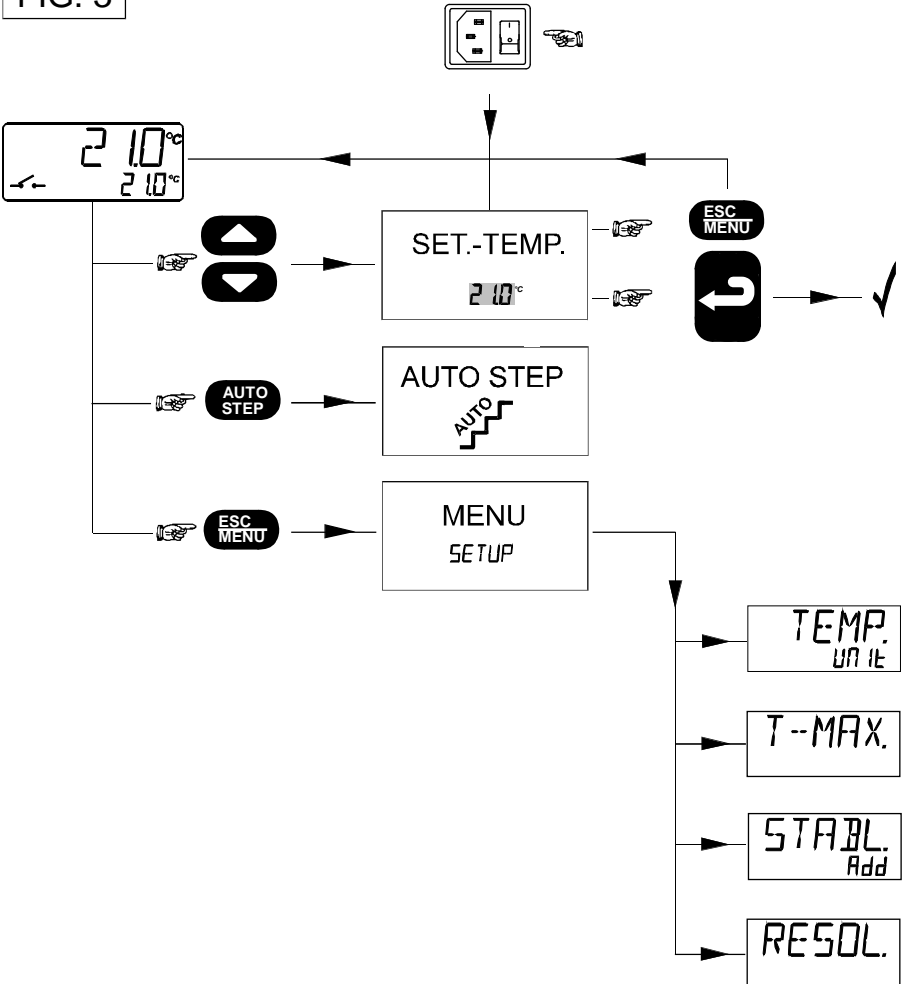 FIG. 5
21.0°C
21.0°C
SET.-TEMP.
21.0°C
ESC
MENU
AUTO
STEP
AUTO STEP
AUTO
ESC
MENU
MENU
SETUP
TEMP.
unit
T--MAX.
STABL.
Add
RESOL.